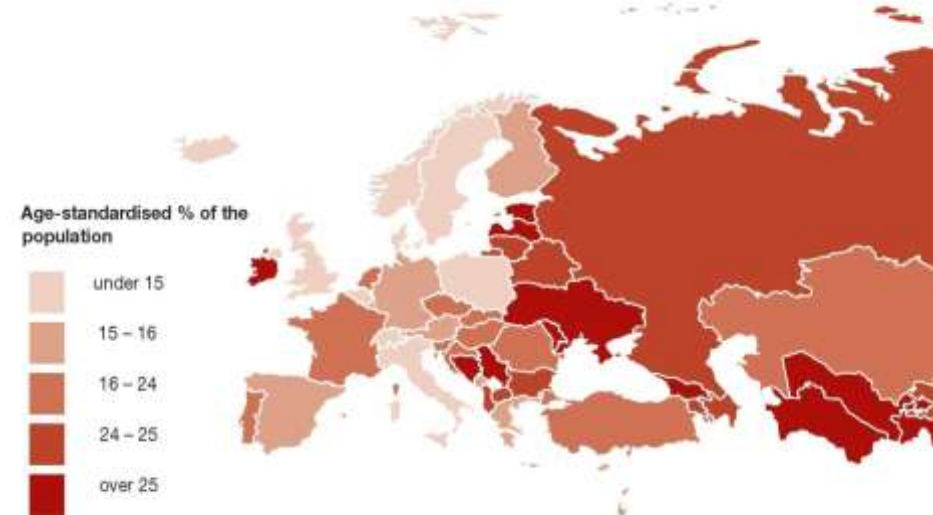 Age-standardised % of the
population
under 15
15 – 16
16 – 24
24 – 25
over 25